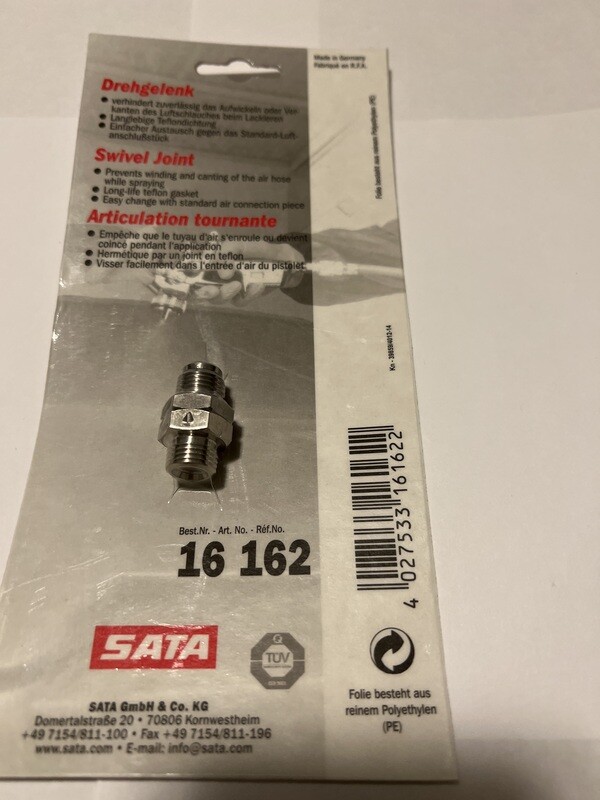 Made in Germany
Fabriqué en R.F.A.
Drehgelenk
● verhindert zuverlässig das Aufwickeln oder Ver-
kanten des Luftschlauches beim Lackieren
● Langlebige Teflondichtung
● Einfacher Austausch gegen das Standard-Luft-
anschlußstück
Swivel Joint
● Prevents winding and canting of the air hose
while spraying
● Long-life teflon gasket
● Easy change with standard air connection piece
Articulation tournante
● Empêche que le tuyau d'air s'enroule ou devient
coincé pendant l'application
● Hermétique par un joint en teflon
● Visser facilement dans l'entrée d'air du pistolet
Folie besteht aus reinem Polyethylen (PE)
4 027533 161622
Best.Nr. - Art. No. - Réf.No.
16 162
SATA
Q
TÜV
SATA GmbH & Co. KG
Domertalstraße 20 • 70806 Kornwestheim
+49 7154/811-100 • Fax +49 7154/811-196
www.sata.com • E-mail: info@sata.com
Folie besteht aus
reinem Polyethylen
(PE)